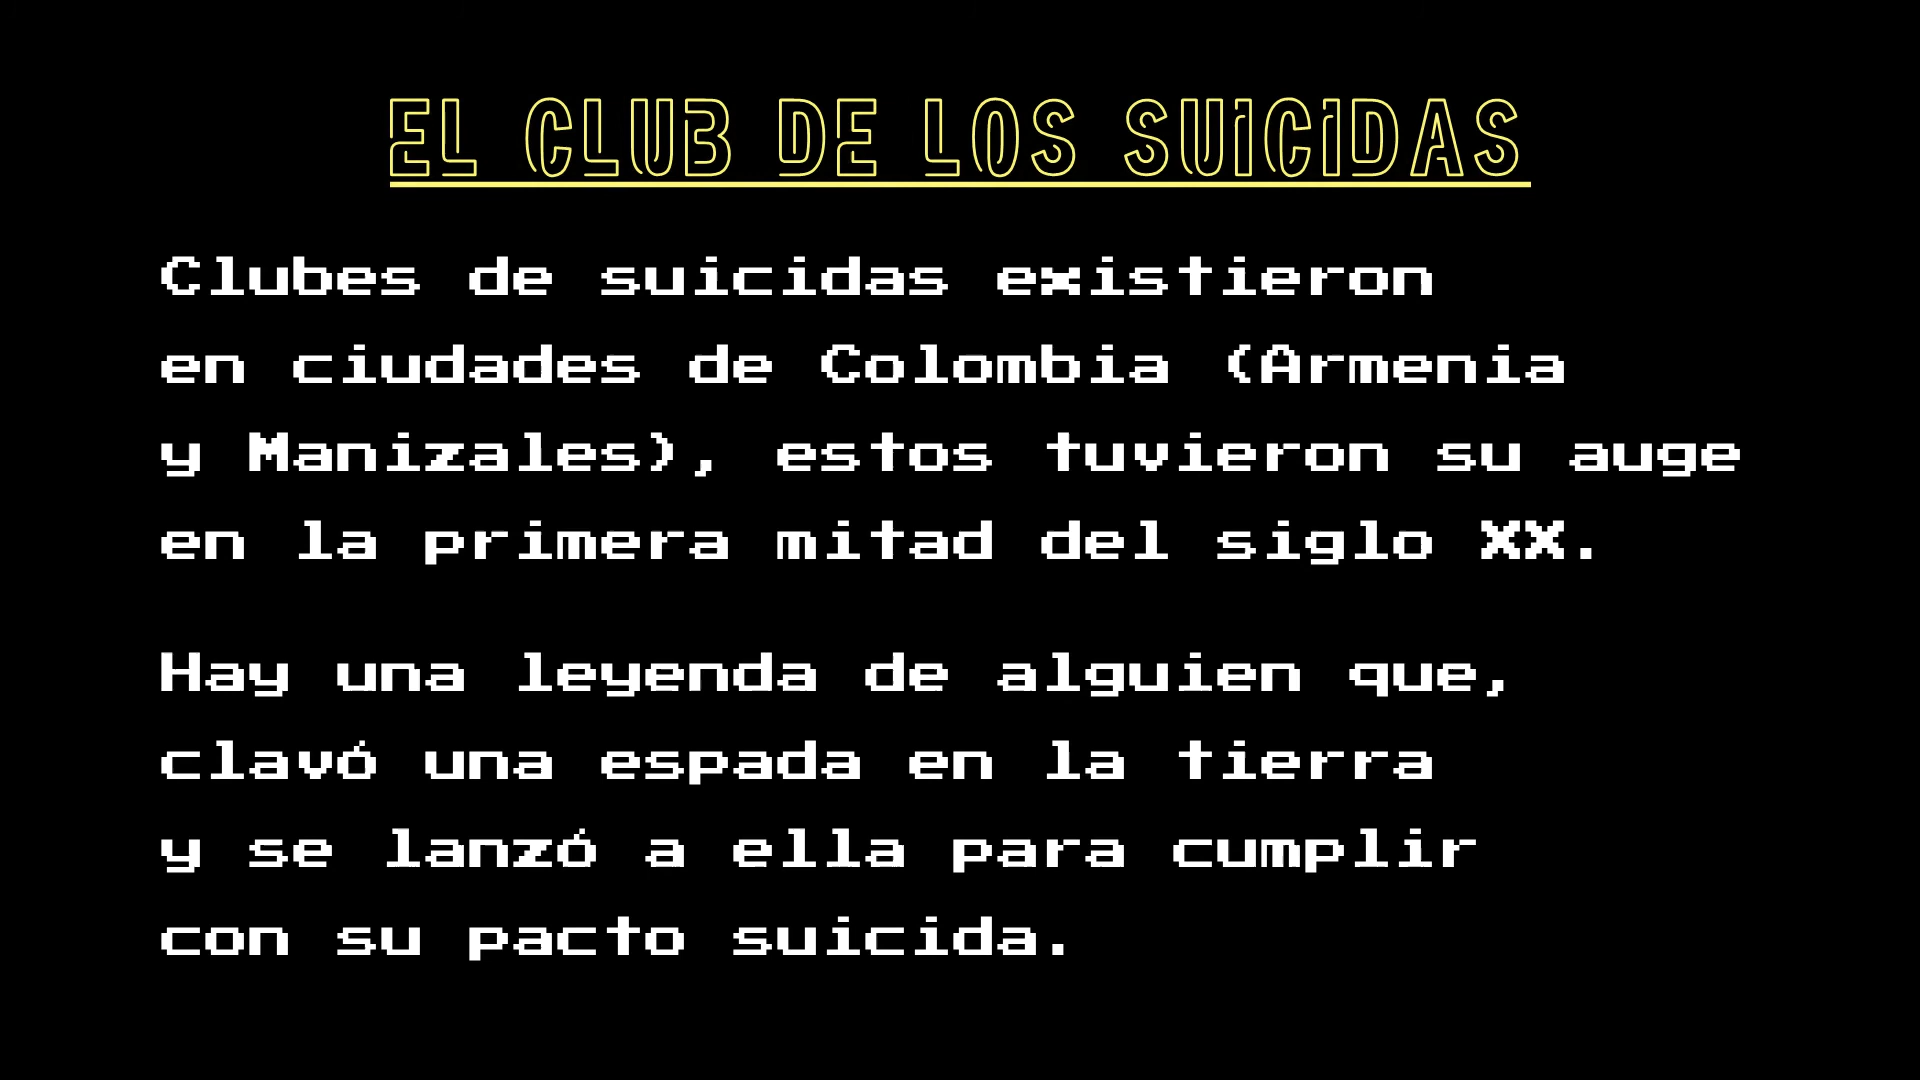 EL CLUB DE LOS SUICIDAS
Clubes de suicidas existieron
en ciudades de Colombia (Armenia
y Manizales), estos tuvieron su auge
en la primera mitad del siglo XX.
Hay una leyenda de alguien que,
clavó una espada en la tierra
y se lanzó a ella para cumplir
con su pacto suicida.